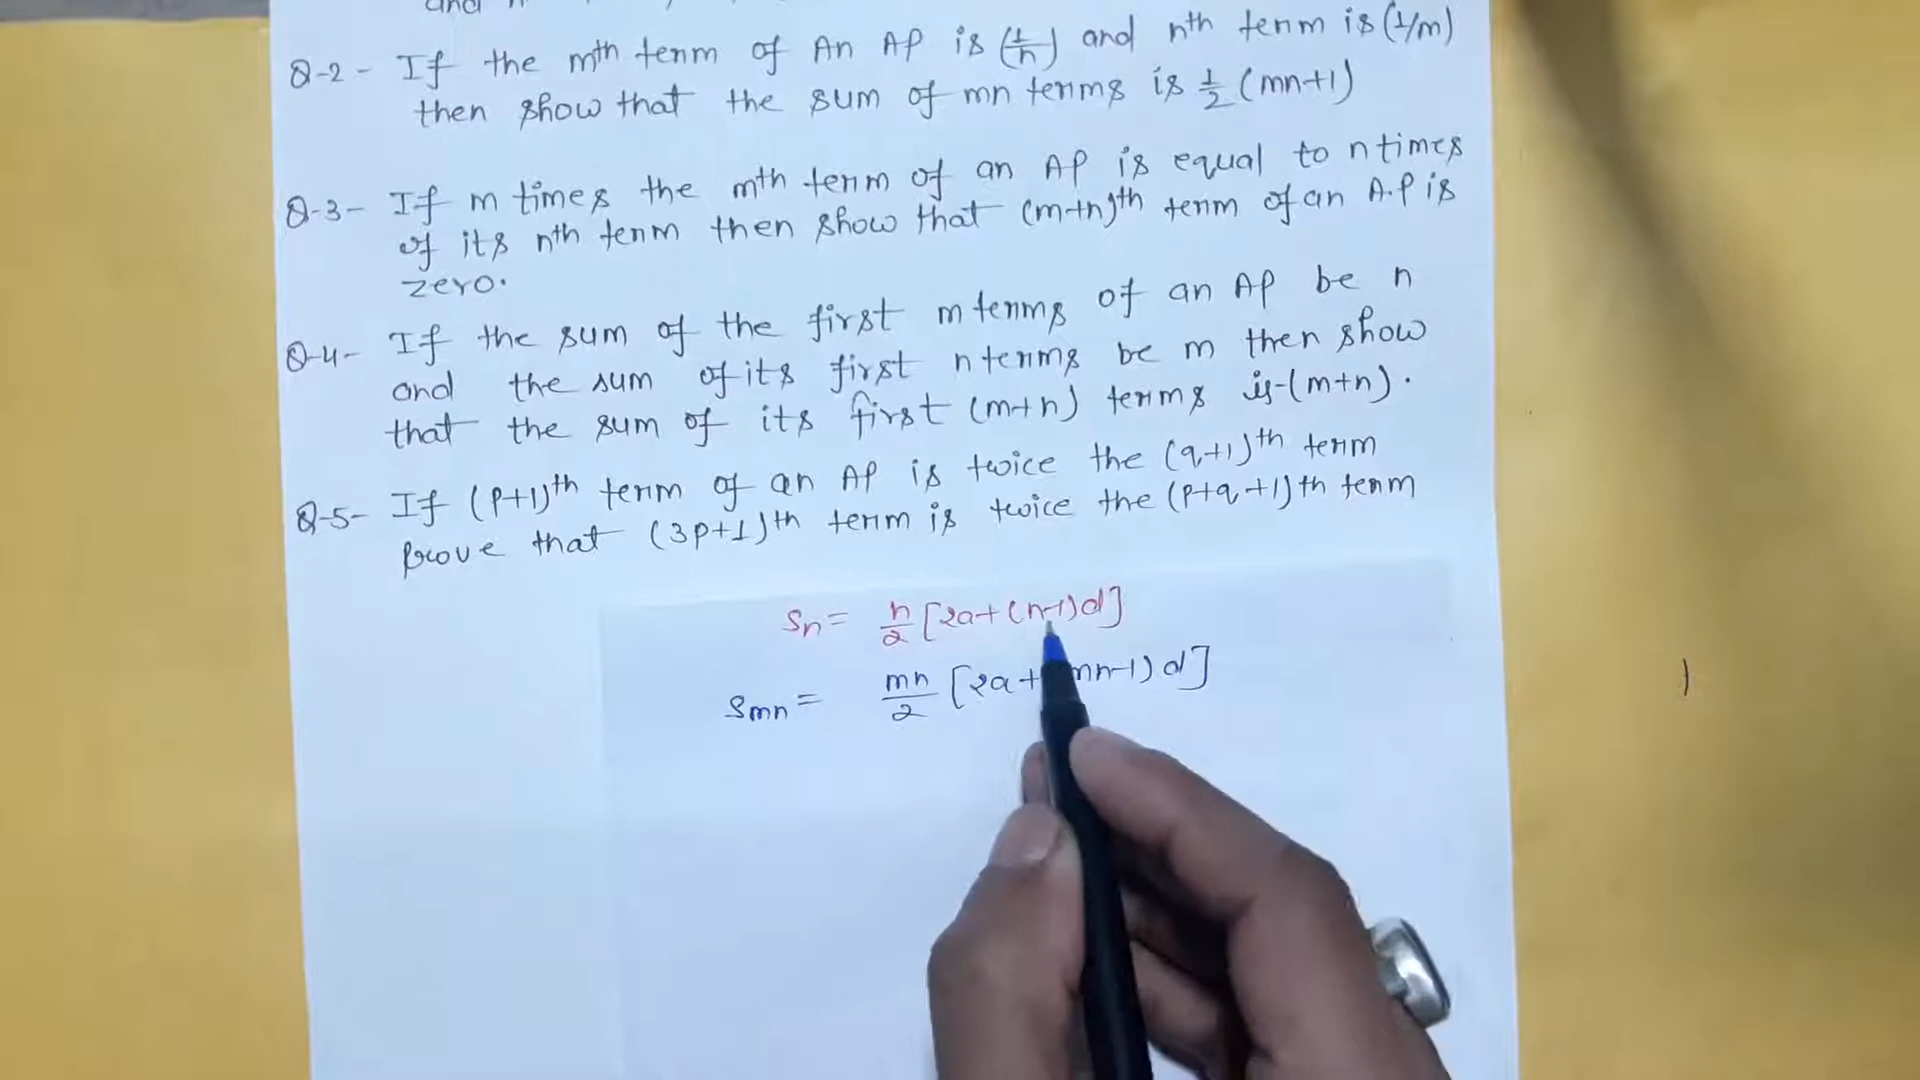 and
Q-2- If the mth term of An AP is (1/n) and nth term is (1/m)
then show that the sum of mn terms is 1/2 (mn+1)
Q-3- If m times the mth term of an AP is equal to n times
of its nth term then show that (m+n)th term of an A.P is
zero.
Q-4- If the sum of the first m terms of an AP be n
and the sum of its first n terms be m then show
that the sum of its first (m+n) terms is -(m+n).
Q-5- If (p+1)th term of an AP is twice the (q+1)th term
prove that (3p+1)th term is twice the (p+q+1)th term
Sn = n/2 [2a+(n-1)d]
Smn = mn/2 [2a+ mn-1)d]